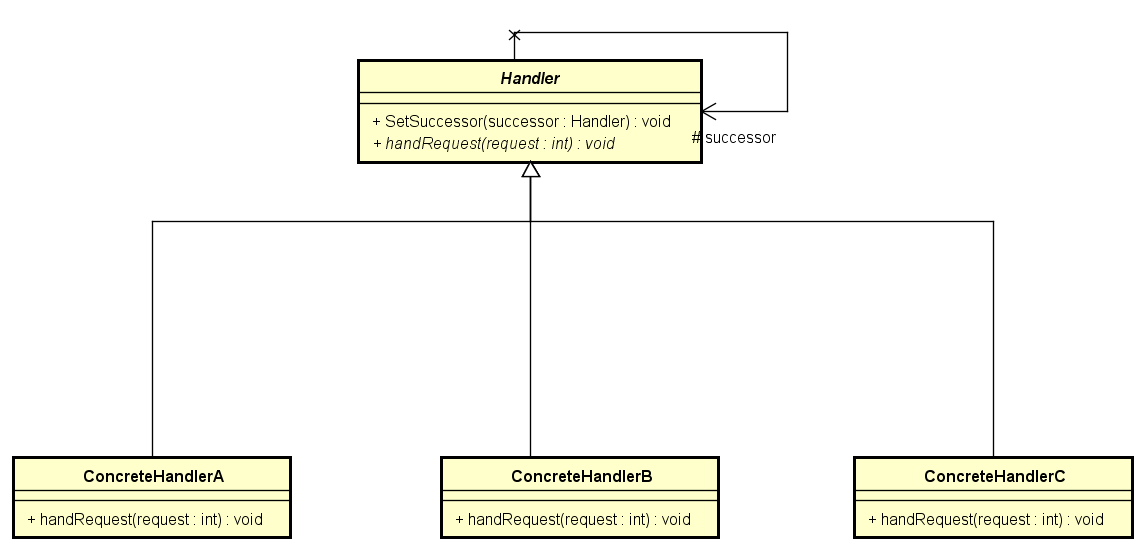 Handler
+ SetSuccessor(successor : Handler) : void
+ handRequest(request : int) : void
# successor
ConcreteHandlerA
+ handRequest(request : int) : void
ConcreteHandlerB
+ handRequest(request : int) : void
ConcreteHandlerC
+ handRequest(request : int) : void